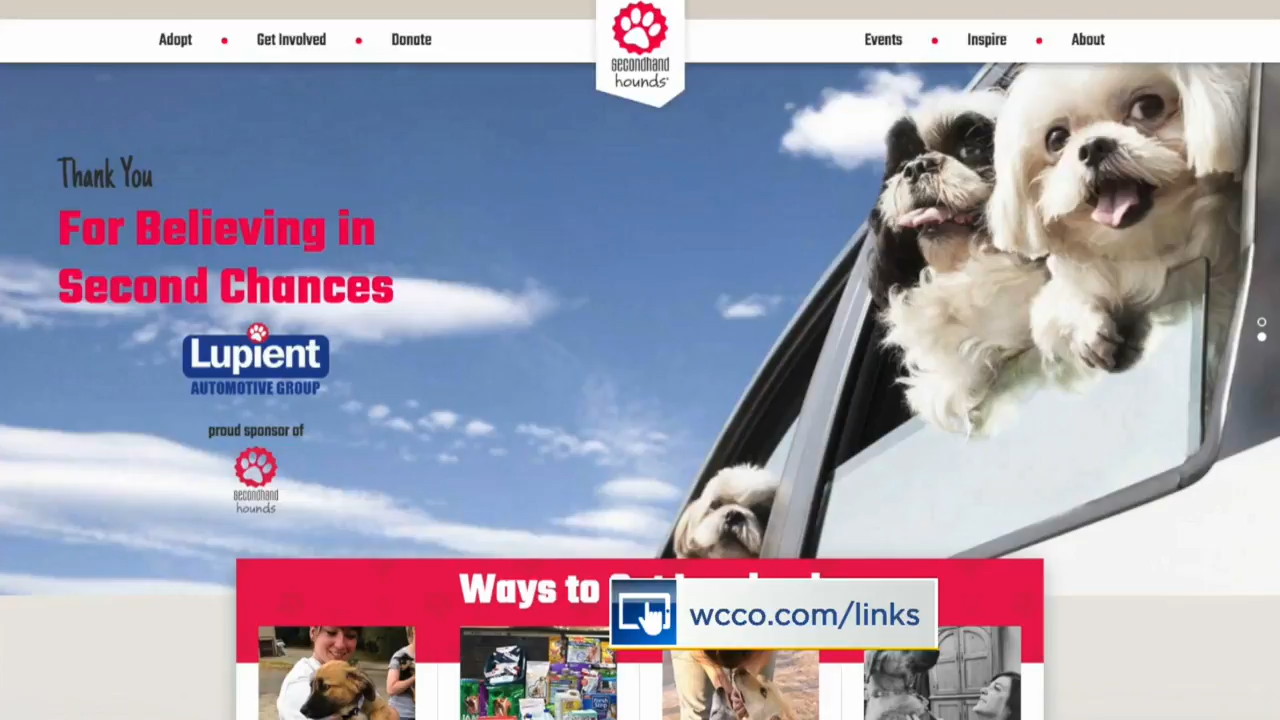 Adopt
Get Involved
Donate
secondhand
hounds
Events
Inspire
About
Thank You
For Believing in
Second Chances
Lupient
AUTOMOTIVE GROUP
proud sponsor of
secondhand
hounds
Ways to
wcco.com/links